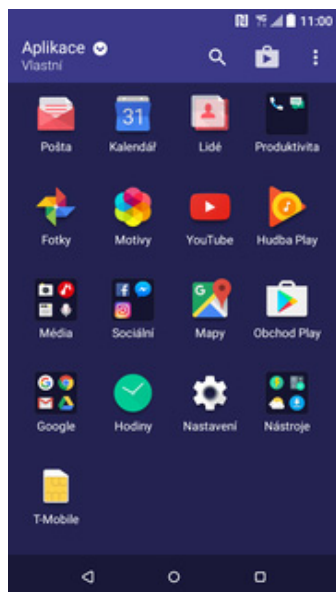 11:00
Aplikace
Vlastní
31
Pošta
Kalendář
Lidé
Produktivita
Fotky
Motivy
YouTube
Hudba Play
Média
Sociální
Mapy
Obchod Play
Google
Hodiny
Nastavení
Nástroje
T-Mobile